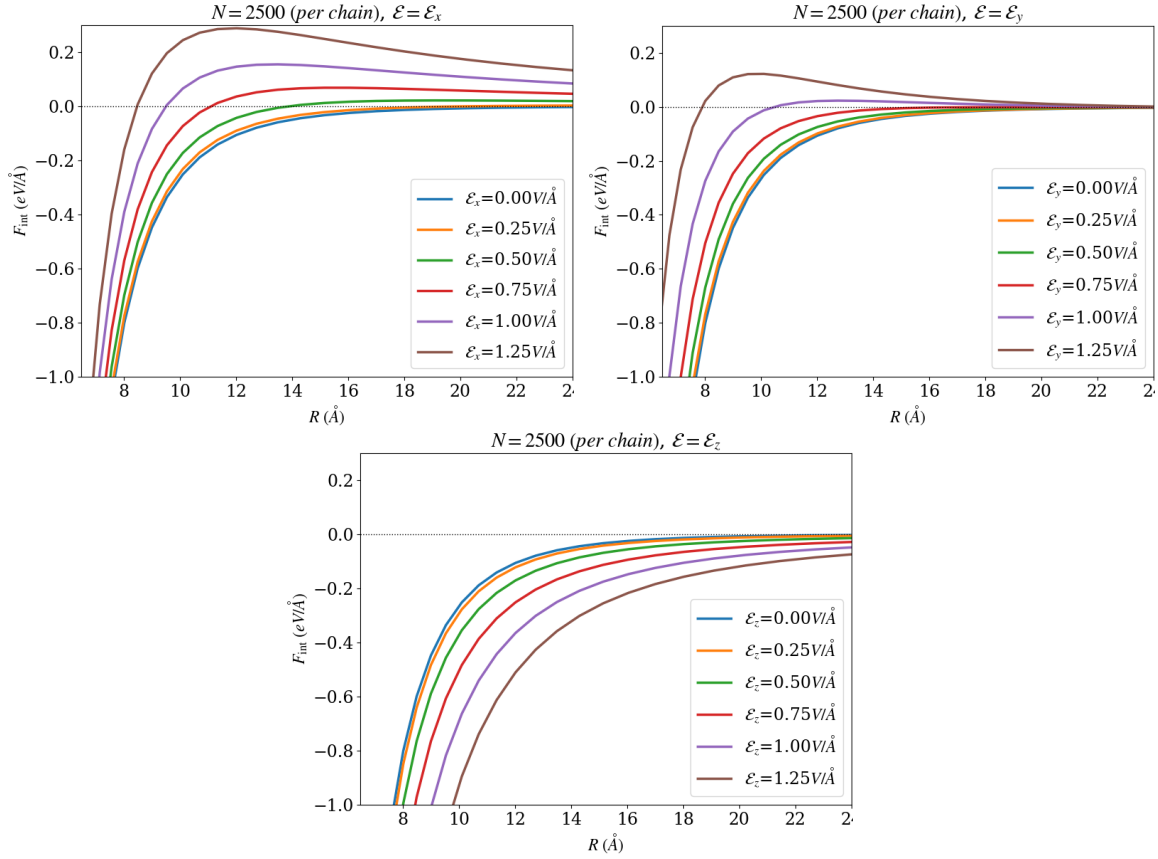 N = 2500 (per chain), ℰ = ℰx
0.2
0.0
−0.2
−0.4
−0.6
−0.8
−1.0
Fint (eV/Å)
ℰx=0.00V/Å
ℰx=0.25V/Å
ℰx=0.50V/Å
ℰx=0.75V/Å
ℰx=1.00V/Å
ℰx=1.25V/Å
8 10 12 14 16 18 20 22
R (Å)
N = 2500 (per chain), ℰ = ℰy
0.2
0.0
−0.2
−0.4
−0.6
−0.8
−1.0
Fint (eV/Å)
ℰy=0.00V/Å
ℰy=0.25V/Å
ℰy=0.50V/Å
ℰy=0.75V/Å
ℰy=1.00V/Å
ℰy=1.25V/Å
8 10 12 14 16 18 20 22
R (Å)
N = 2500 (per chain), ℰ = ℰz
0.2
0.0
−0.2
−0.4
−0.6
−0.8
−1.0
Fint (eV/Å)
ℰz=0.00V/Å
ℰz=0.25V/Å
ℰz=0.50V/Å
ℰz=0.75V/Å
ℰz=1.00V/Å
ℰz=1.25V/Å
8 10 12 14 16 18 20 22
R (Å)